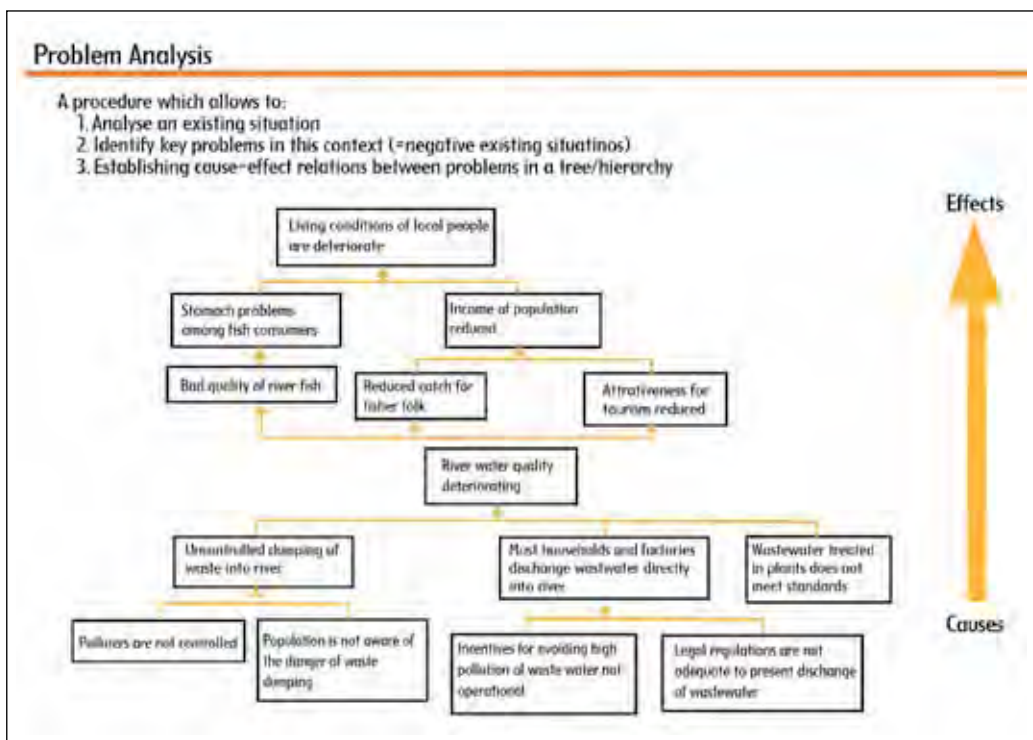 Problem Analysis
A procedure which allows to:
1. Analyse an existing situation
2. Identify key problems in this context (=negative existing situatinos)
3. Establishing cause-effect relations between problems in a tree/hierarchy
Effects
Living conditions of local people
are deteriorate
Stomach problems
among fish consumers
Income of population
reduced
Bad quality of river fish
Reduced catch for
fisher folk
Attrativeness for
tourism reduced
River water quality
deteriorating
Uncontrolled dumping of
waste into river
Most households and factories
discharge wastwater directly
into river
Wastewater treated
in plants does not
meet standards
Causes
Polluters are not controlled
Population is not aware of
the danger of waste
dumping
Incentives for avoiding high
pollution of waste water not
operational
Legal regulations are not
adequate to present discharge
of wastewater